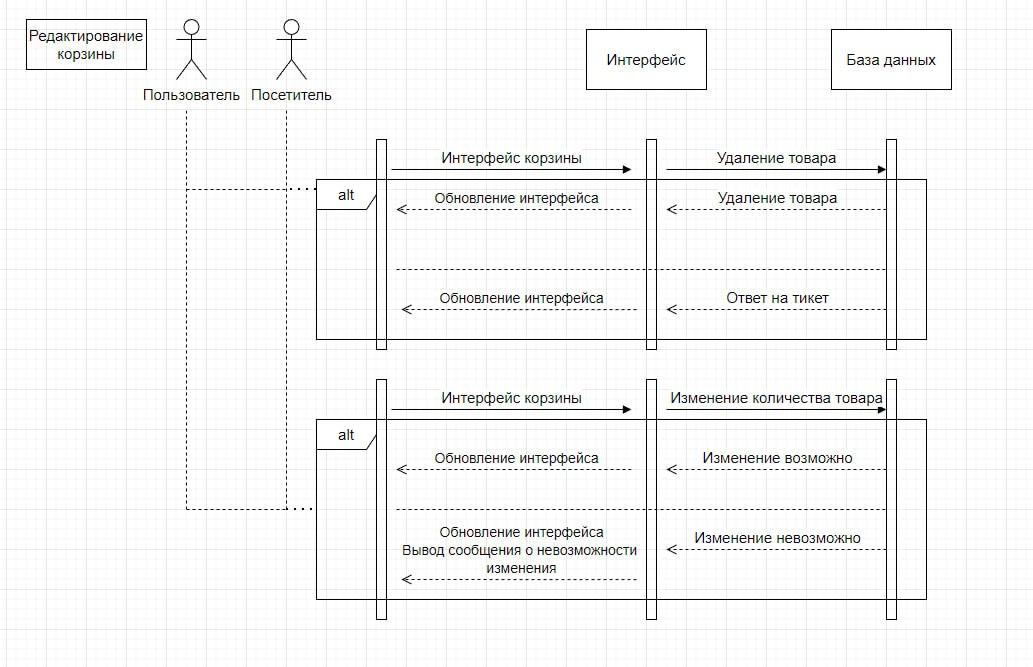 Редактирование
корзины
Пользователь
Посетитель
Интерфейс
База данных
Интерфейс корзины
Удаление товара
alt
Обновление интерфейса
Удаление товара
Обновление интерфейса
Ответ на тикет
Интерфейс корзины
Изменение количества товара
alt
Обновление интерфейса
Изменение возможно
Обновление интерфейса
Вывод сообщения о невозможности
изменения
Изменение невозможно